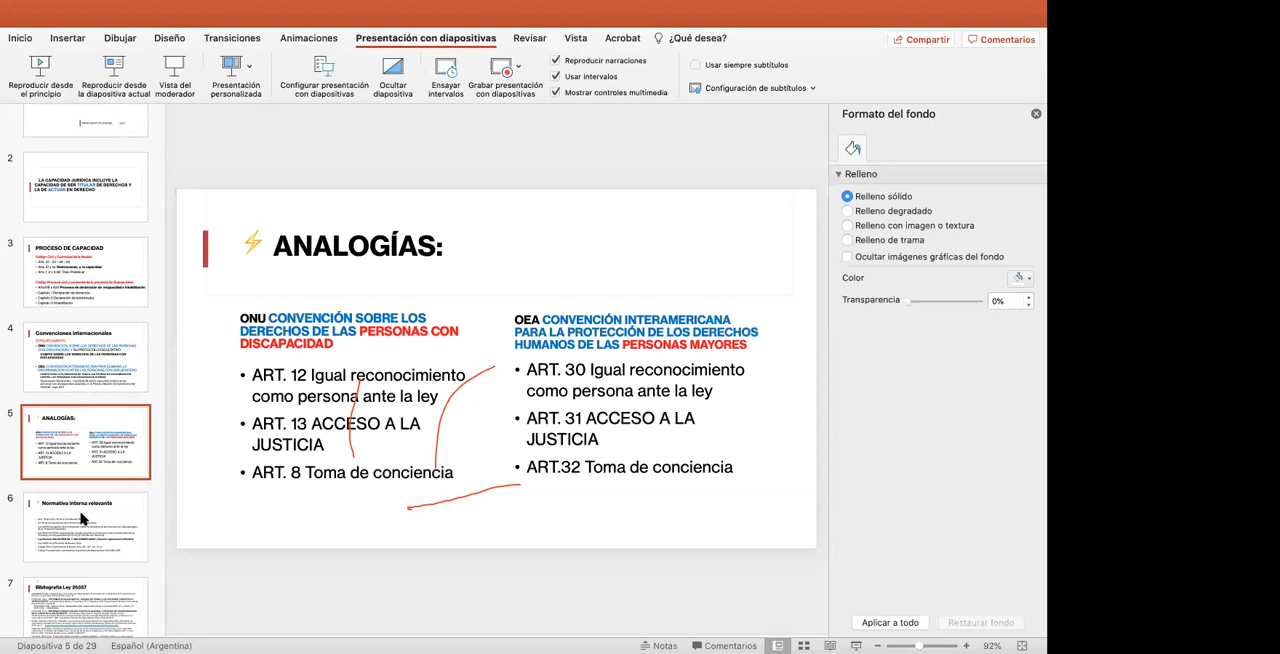 Inicio Insertar Dibujar Diseño Transiciones Animaciones Presentación con diapositivas Revisar Vista Acrobat ¿Qué desea? Compartir Comentarios
Reproducir desde el principio
Reproducir desde la diapositiva actual
Vista del moderador
Presentación personalizada
Configurar presentación con diapositivas
Ocultar diapositiva
Ensayar intervalos
Grabar presentación con diapositivas
Reproducir narraciones
Usar intervalos
Mostrar controles multimedia
Usar siempre subtítulos
Configuración de subtítulos
2
LA CAPACIDAD JURIDICA INCLUYE LA
CAPACIDAD DE SER TITULAR DE DERECHOS Y
LA DE ACTUAR EN DERECHO
3
PROCESO DE CAPACIDAD
4
Convenciones internacionales
5
ANALOGÍAS:
6
Normativa interna relevante
7
Bibliografía Ley 26657
ANALOGÍAS:
ONU CONVENCIÓN SOBRE LOS
DERECHOS DE LAS PERSONAS CON
DISCAPACIDAD
• ART. 12 Igual reconocimiento
como persona ante la ley
• ART. 13 ACCESO A LA
JUSTICIA
• ART. 8 Toma de conciencia
OEA CONVENCIÓN INTERAMERICANA
PARA LA PROTECCIÓN DE LOS DERECHOS
HUMANOS DE LAS PERSONAS MAYORES
• ART. 30 Igual reconocimiento
como persona ante la ley
• ART. 31 ACCESO A LA
JUSTICIA
• ART.32 Toma de conciencia
Formato del fondo
Relleno
Relleno sólido
Relleno degradado
Relleno con imagen o textura
Relleno de trama
Ocultar imágenes gráficas del fondo
Color
Transparencia 0%
Aplicar a todo Restaurar fondo
Diapositiva 5 de 29 Español (Argentina) Notas Comentarios 92%